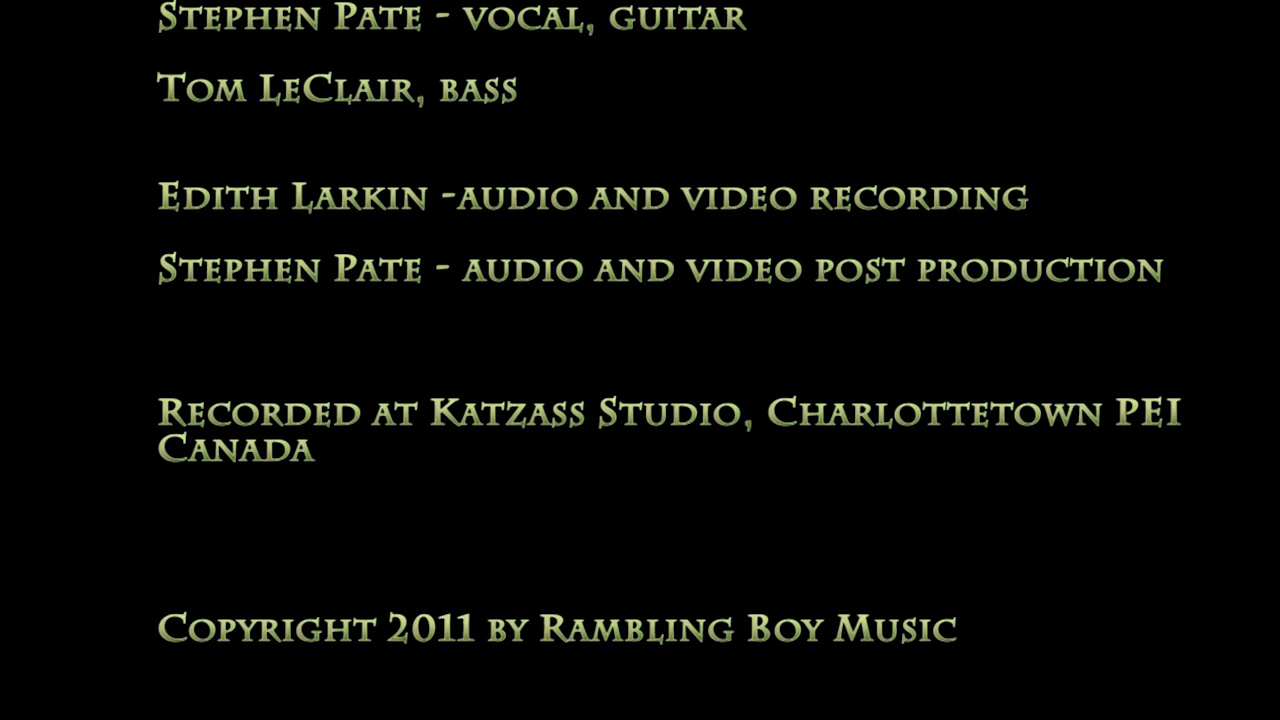 Stephen Pate - vocal, guitar
Tom LeClair, bass
Edith Larkin -audio and video recording
Stephen Pate - audio and video post production
Recorded at Katzass Studio, Charlottetown PEI
Canada
Copyright 2011 by Rambling Boy Music